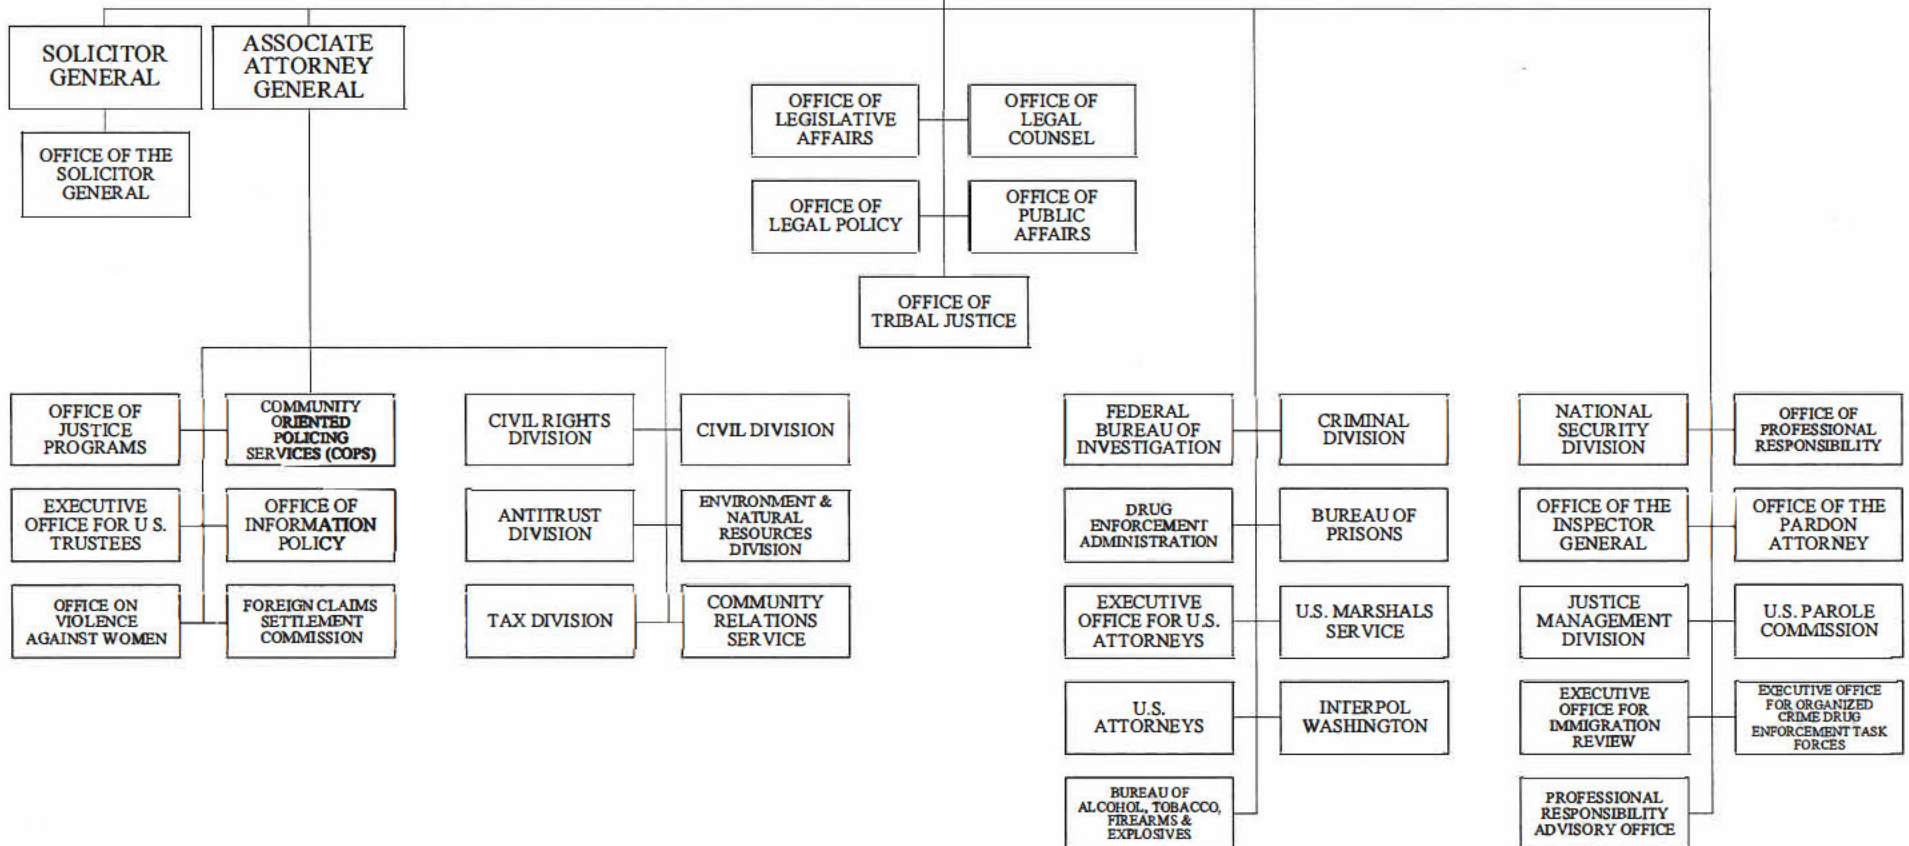 SOLICITOR
GENERAL
ASSOCIATE
ATTORNEY
GENERAL
OFFICE OF THE
SOLICITOR
GENERAL
OFFICE OF
LEGISLATIVE
AFFAIRS
OFFICE OF
LEGAL
COUNSEL
OFFICE OF
LEGAL POLICY
OFFICE OF
PUBLIC
AFFAIRS
OFFICE OF
TRIBAL JUSTICE
OFFICE OF
JUSTICE
PROGRAMS
COMMUNITY
ORIENTED
POLICING
SERVICES (COPS)
EXECUTIVE
OFFICE FOR U S.
TRUSTEES
OFFICE OF
INFORMATION
POLICY
OFFICE ON
VIOLENCE
AGAINST WOMEN
FOREIGN CLAIMS
SETTLEMENT
COMMISSION
CIVIL RIGHTS
DIVISION
CIVIL DIVISION
ANTITRUST
DIVISION
ENVIRONMENT &
NATURAL
RESOURCES
DIVISION
TAX DIVISION
COMMUNITY
RELATIONS
SERVICE
FEDERAL
BUREAU OF
INVESTIGATION
CRIMINAL
DIVISION
DRUG
ENFORCEMENT
ADMINISTRATION
BUREAU OF
PRISONS
EXECUTIVE
OFFICE FOR U.S.
ATTORNEYS
U.S. MARSHALS
SERVICE
U.S.
ATTORNEYS
INTERPOL
WASHINGTON
BUREAU OF
ALCOHOL, TOBACCO,
FIREARMS &
EXPLOSIVES
NATIONAL
SECURITY
DIVISION
OFFICE OF
PROFESSIONAL
RESPONSIBILITY
OFFICE OF THE
INSPECTOR
GENERAL
OFFICE OF THE
PARDON
ATTORNEY
JUSTICE
MANAGEMENT
DIVISION
U.S. PAROLE
COMMISSION
EXECUTIVE
OFFICE FOR
IMMIGRATION
REVIEW
EXECUTIVE OFFICE
FOR ORGANIZED
CRIME DRUG
ENFORCEMENT TASK
FORCES
PROFESSIONAL
RESPONSIBILITY
ADVISORY OFFICE